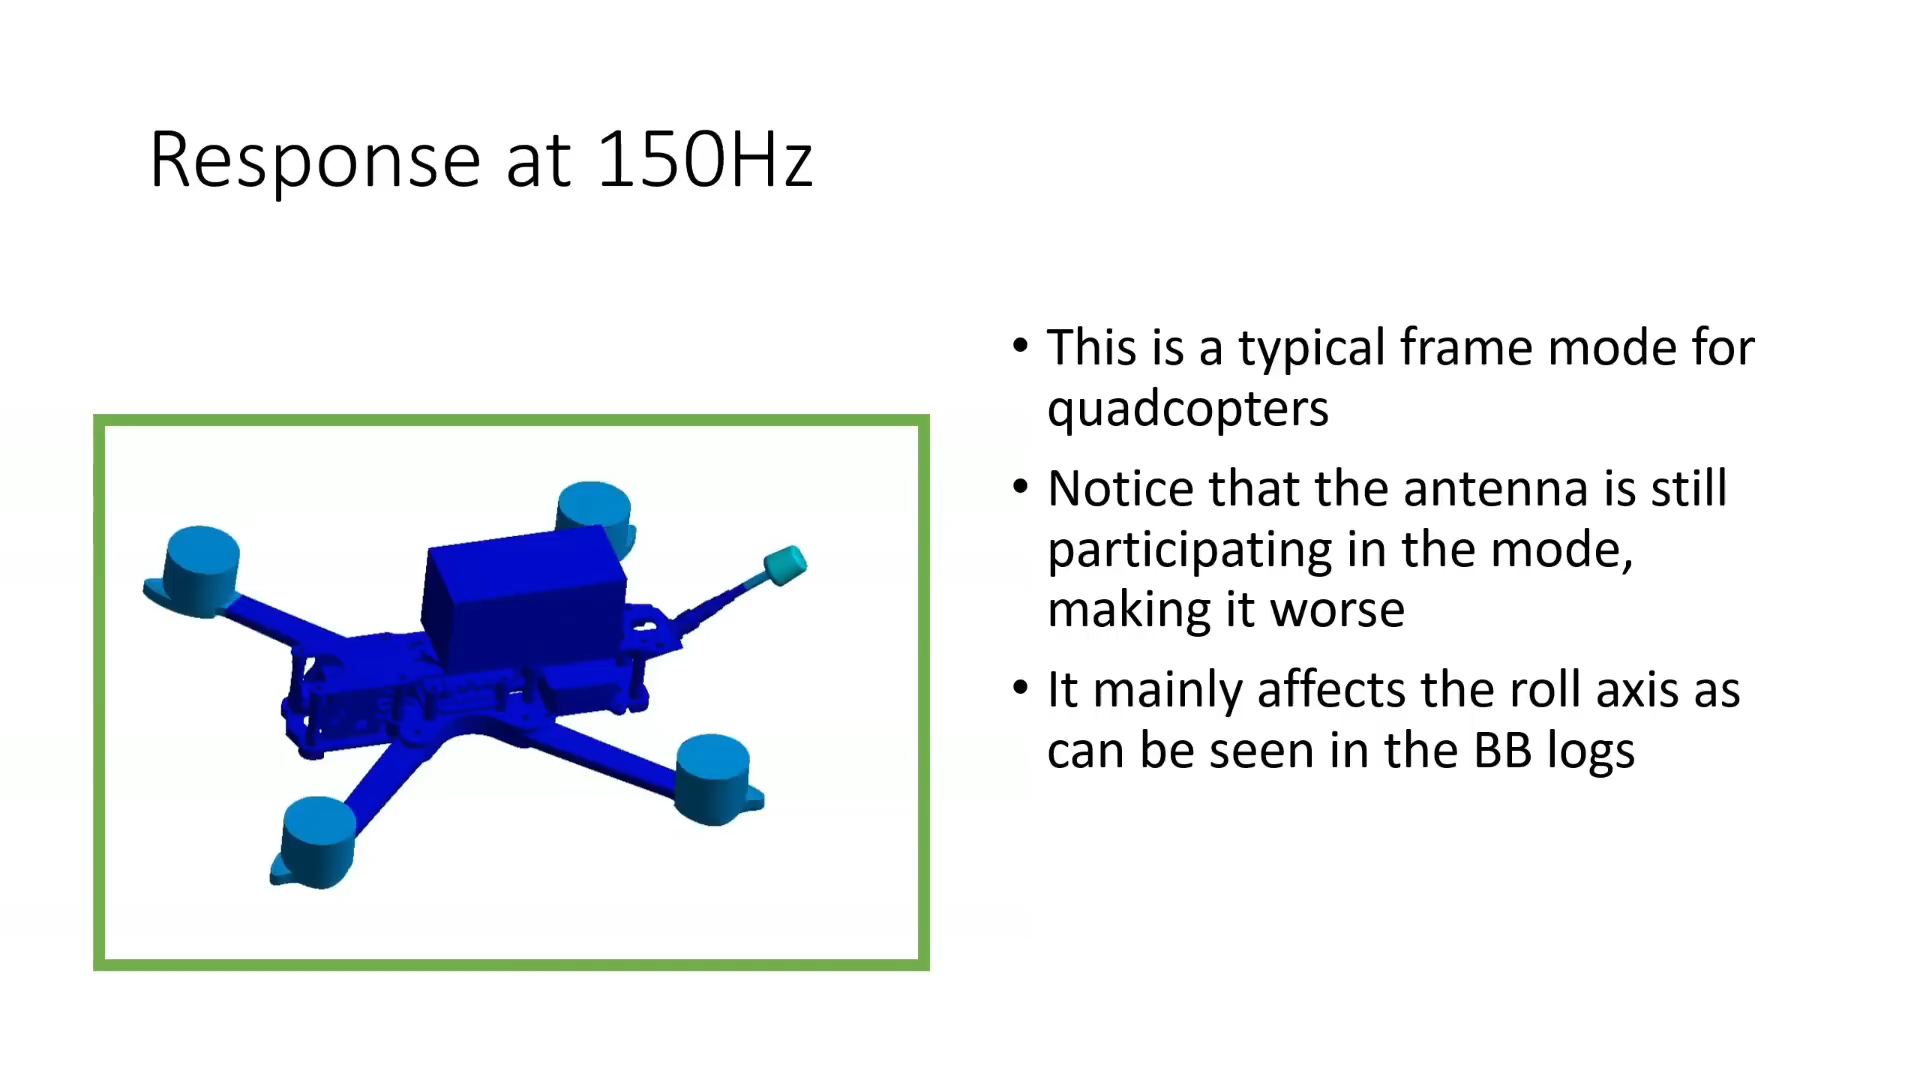 Response at 150Hz
• This is a typical frame mode for
quadcopters
• Notice that the antenna is still
participating in the mode,
making it worse
• It mainly affects the roll axis as
can be seen in the BB logs